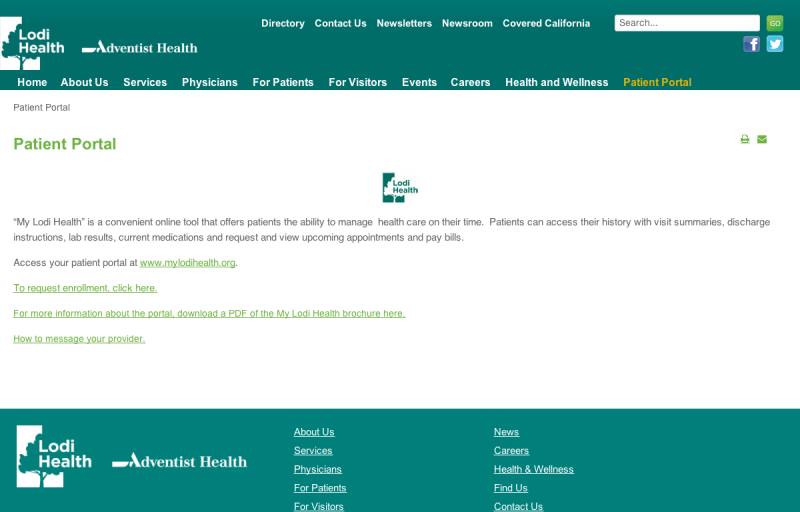 Directory Contact Us Newsletters Newsroom Covered California Search... GO
Lodi
Health
Adventist Health
Home About Us Services Physicians For Patients For Visitors Events Careers Health and Wellness Patient Portal
Patient Portal
Patient Portal
Lodi
Health
“My Lodi Health” is a convenient online tool that offers patients the ability to manage health care on their time. Patients can access their history with visit summaries, discharge
instructions, lab results, current medications and request and view upcoming appointments and pay bills.
Access your patient portal at www.mylodihealth.org.
To request enrollment, click here.
For more information about the portal, download a PDF of the My Lodi Health brochure here.
How to message your provider.
Lodi
Health
Adventist Health
About Us
Services
Physicians
For Patients
For Visitors
News
Careers
Health & Wellness
Find Us
Contact Us